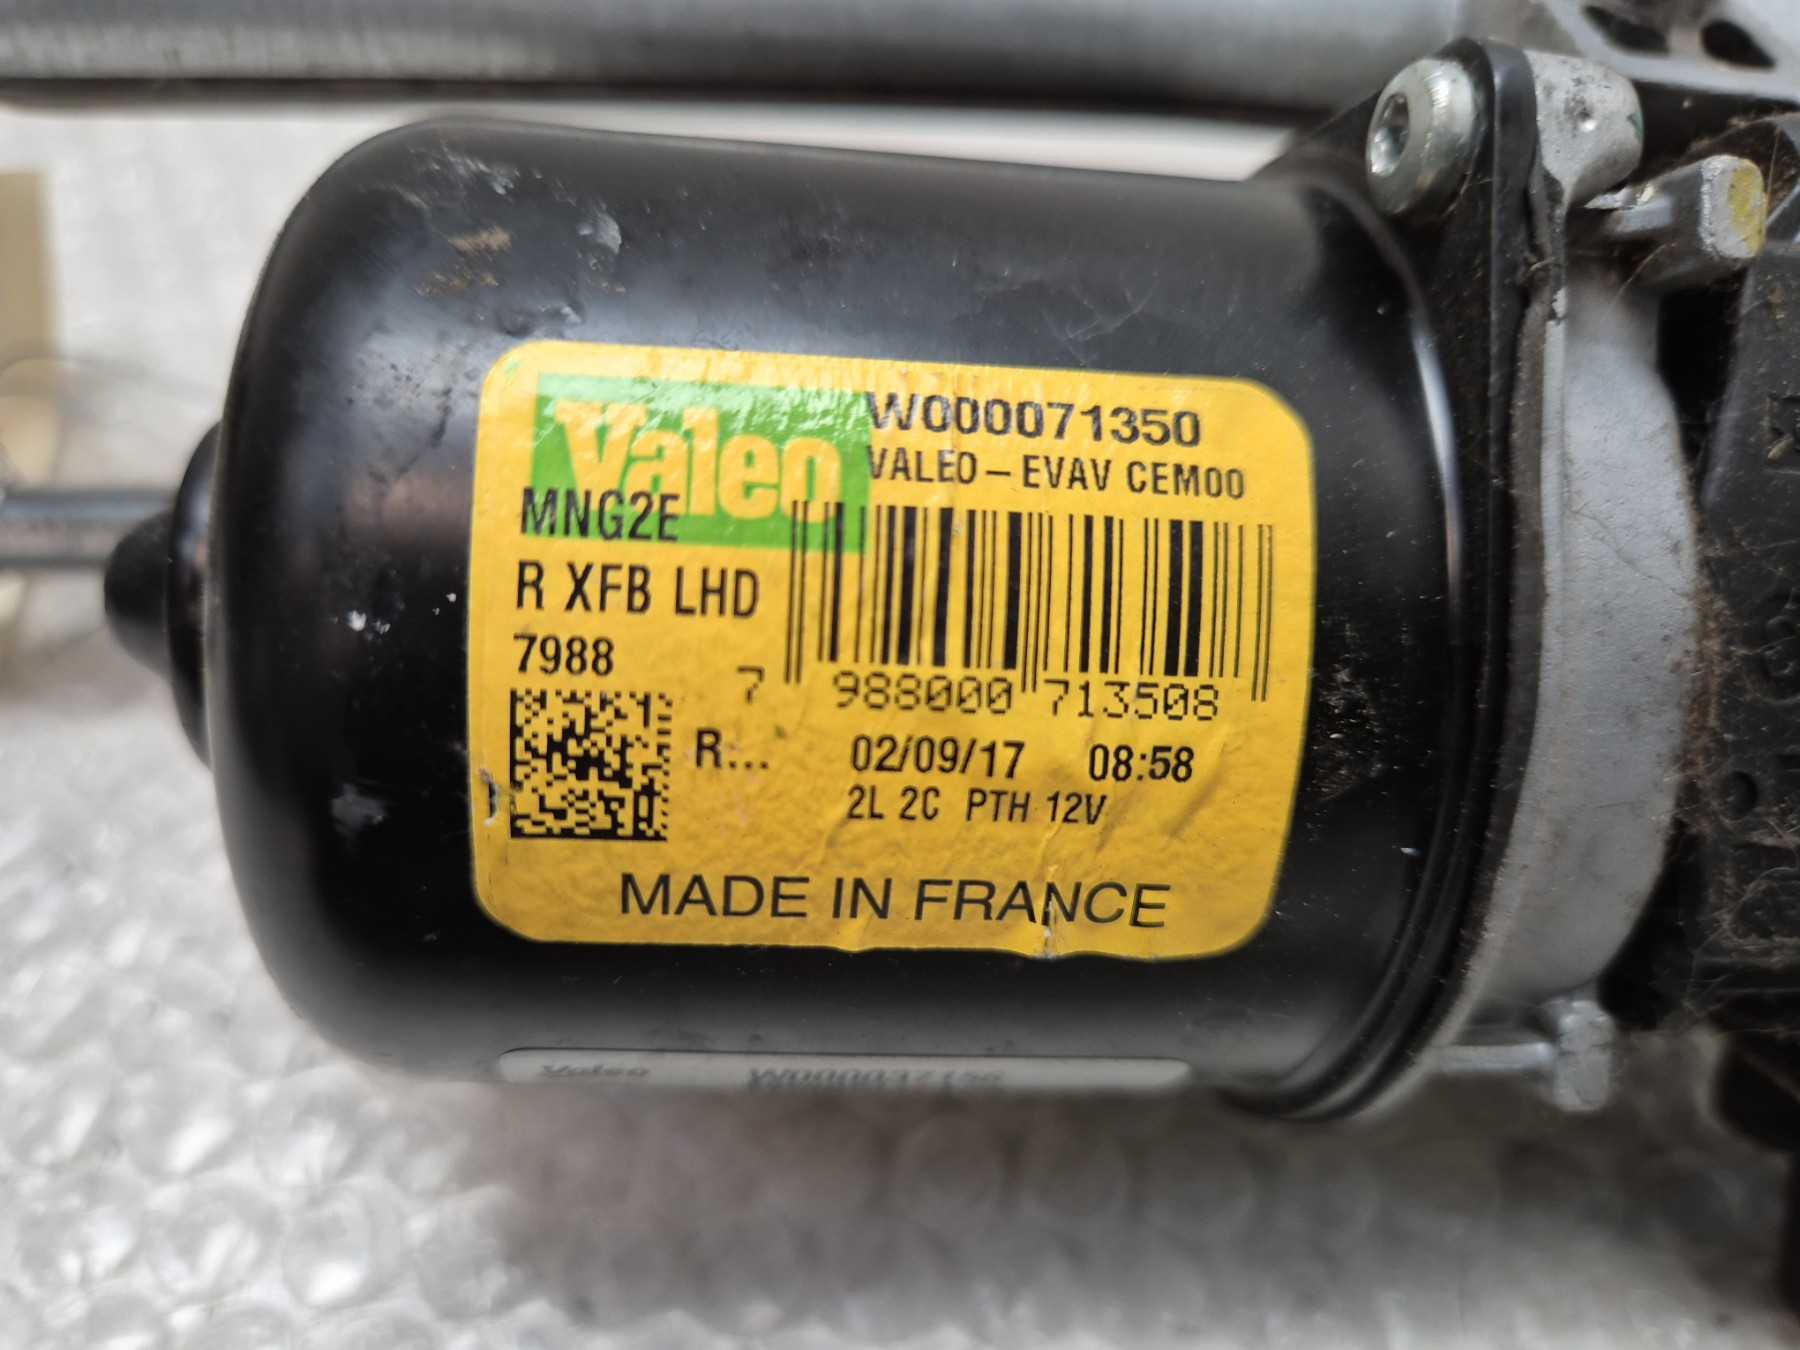 Valeo
W000071350
VALEO - EVAV CEM00
MNG2E
R XFB LHD
7988
7 988000 713508
R...
02/09/17 08:58
2L 2C PTH 12V
MADE IN FRANCE
Valeo